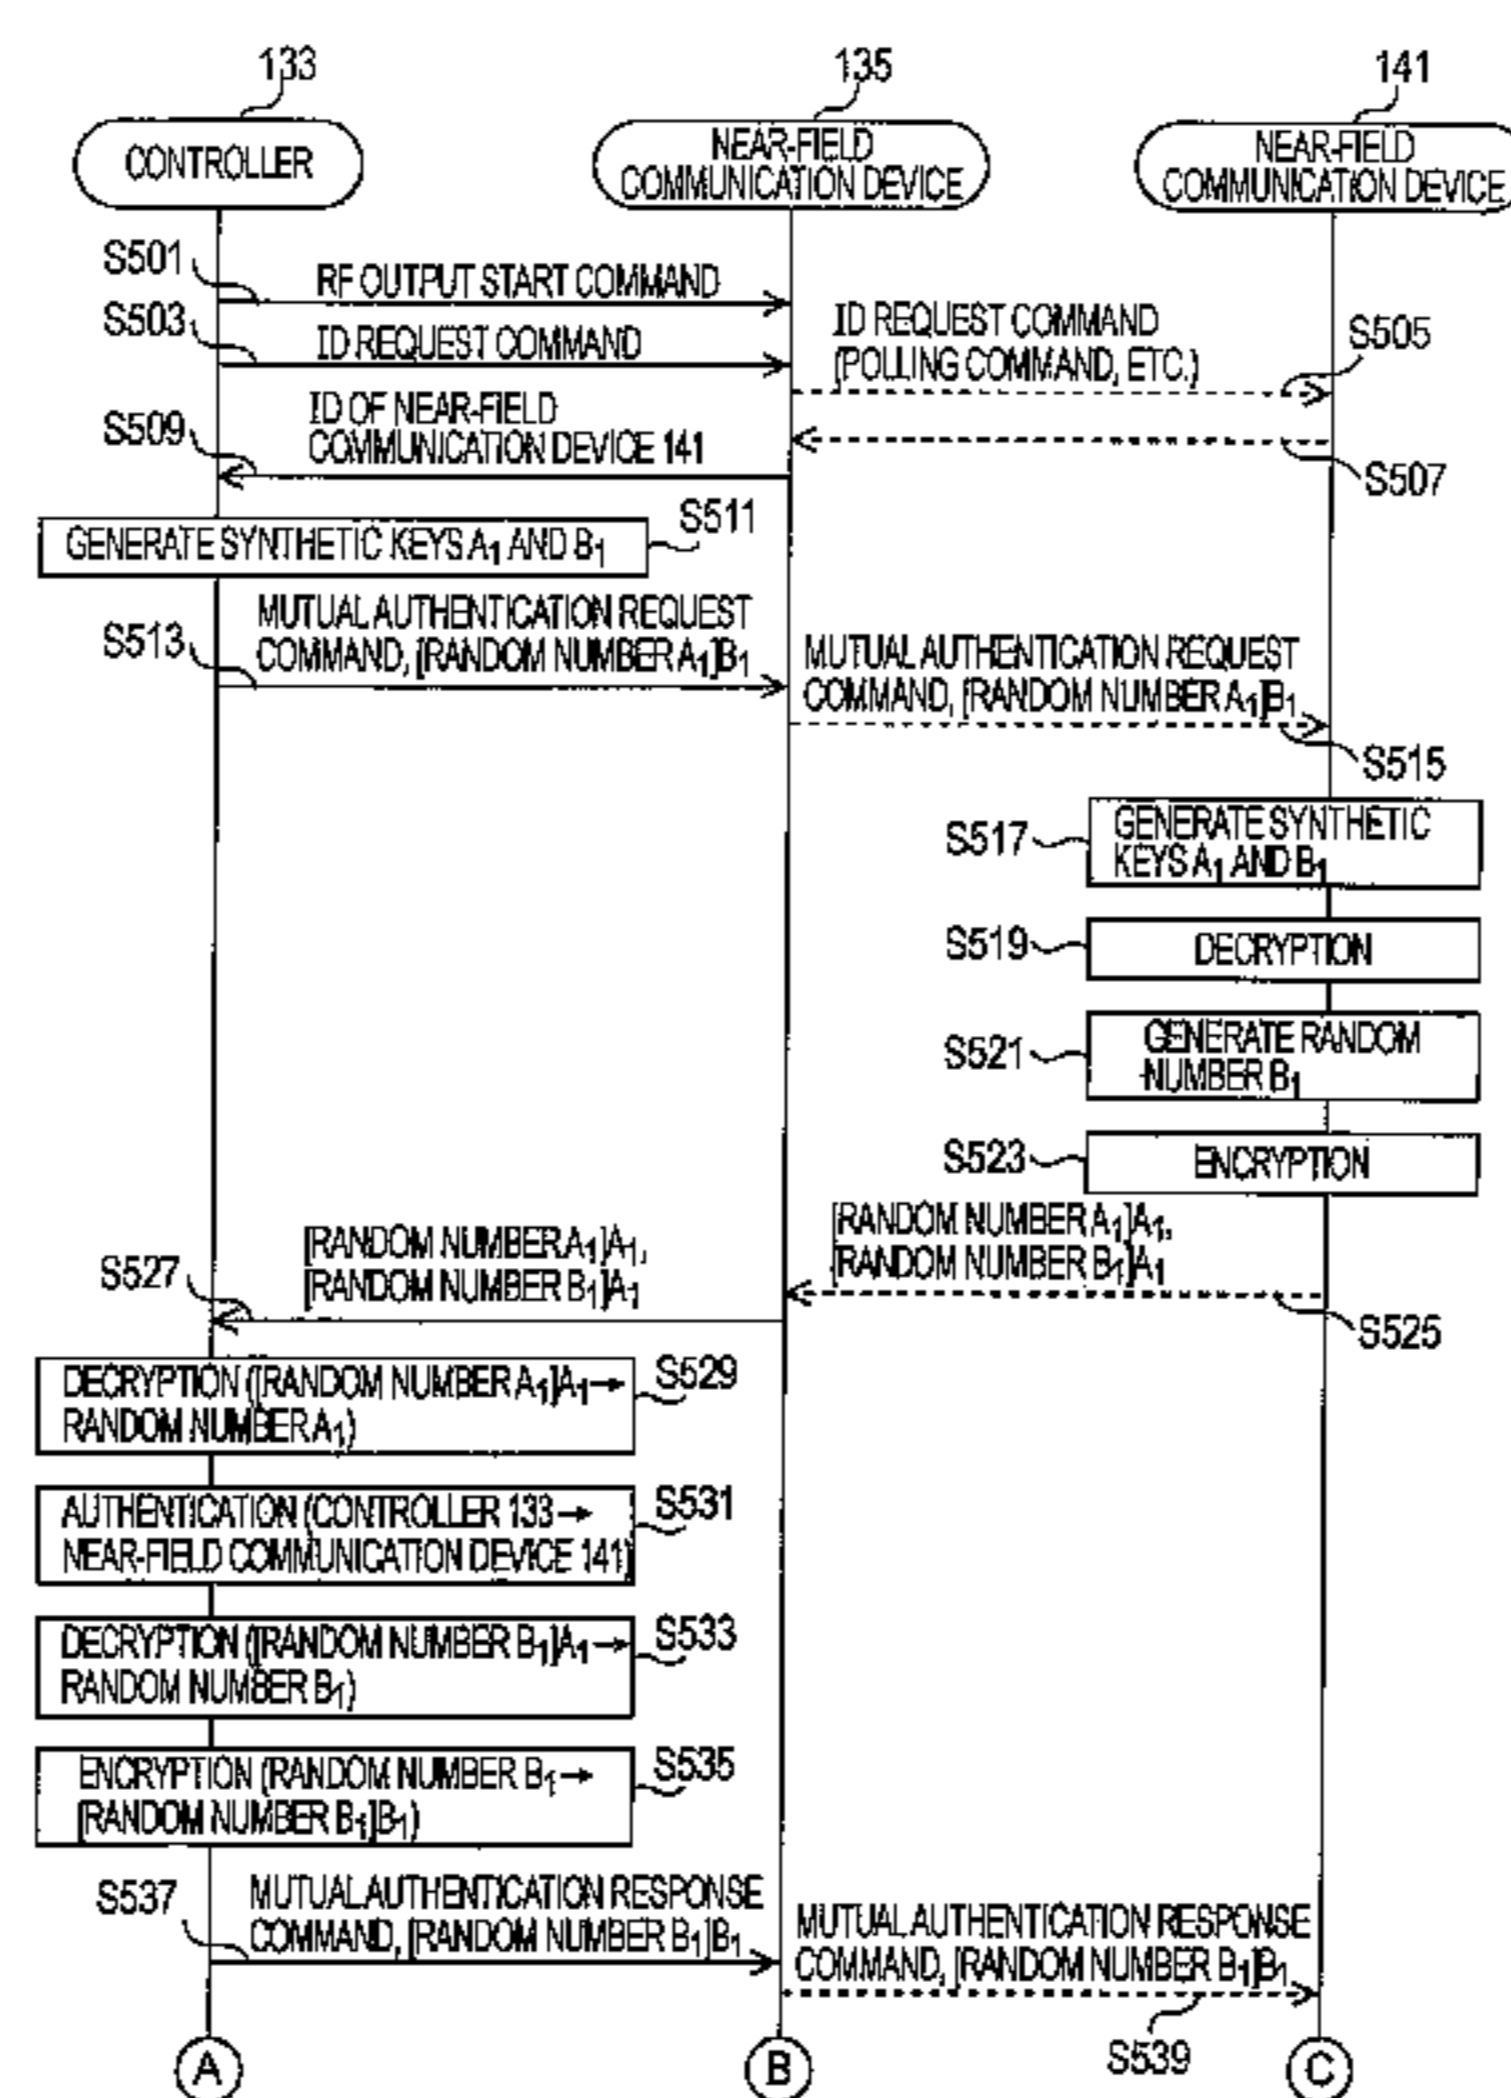 133
135
141
CONTROLLER
NEAR-FIELD
COMMUNICATION DEVICE
NEAR-FIELD
COMMUNICATION DEVICE
S501
RF OUTPUT START COMMAND
S503
ID REQUEST COMMAND
ID REQUEST COMMAND
(POLLING COMMAND, ETC.)
S505
S509
ID OF NEAR-FIELD
COMMUNICATION DEVICE 141
S507
GENERATE SYNTHETIC KEYS A1 AND B1
S511
S513
MUTUAL AUTHENTICATION REQUEST
COMMAND, [RANDOM NUMBER A1]B1
MUTUAL AUTHENTICATION REQUEST
COMMAND, [RANDOM NUMBER A1]B1
S515
S517
GENERATE SYNTHETIC
KEYS A1 AND B1
S519
DECRYPTION
S521
GENERATE RANDOM
NUMBER B1
S523
ENCRYPTION
[RANDOM NUMBER A1]A1,
[RANDOM NUMBER B1]A1
S525
S527
[RANDOM NUMBER A1]A1,
[RANDOM NUMBER B1]A1
DECRYPTION ([RANDOM NUMBER A1]A1→
RANDOM NUMBER A1)
S529
AUTHENTICATION (CONTROLLER 133→
NEAR-FIELD COMMUNICATION DEVICE 141)
S531
DECRYPTION ([RANDOM NUMBER B1]A1→
RANDOM NUMBER B1)
S533
ENCRYPTION (RANDOM NUMBER B1→
[RANDOM NUMBER B1]B1)
S535
S537
MUTUAL AUTHENTICATION RESPONSE
COMMAND, [RANDOM NUMBER B1]B1
MUTUAL AUTHENTICATION RESPONSE
COMMAND, [RANDOM NUMBER B1]B1
S539
A
B
C